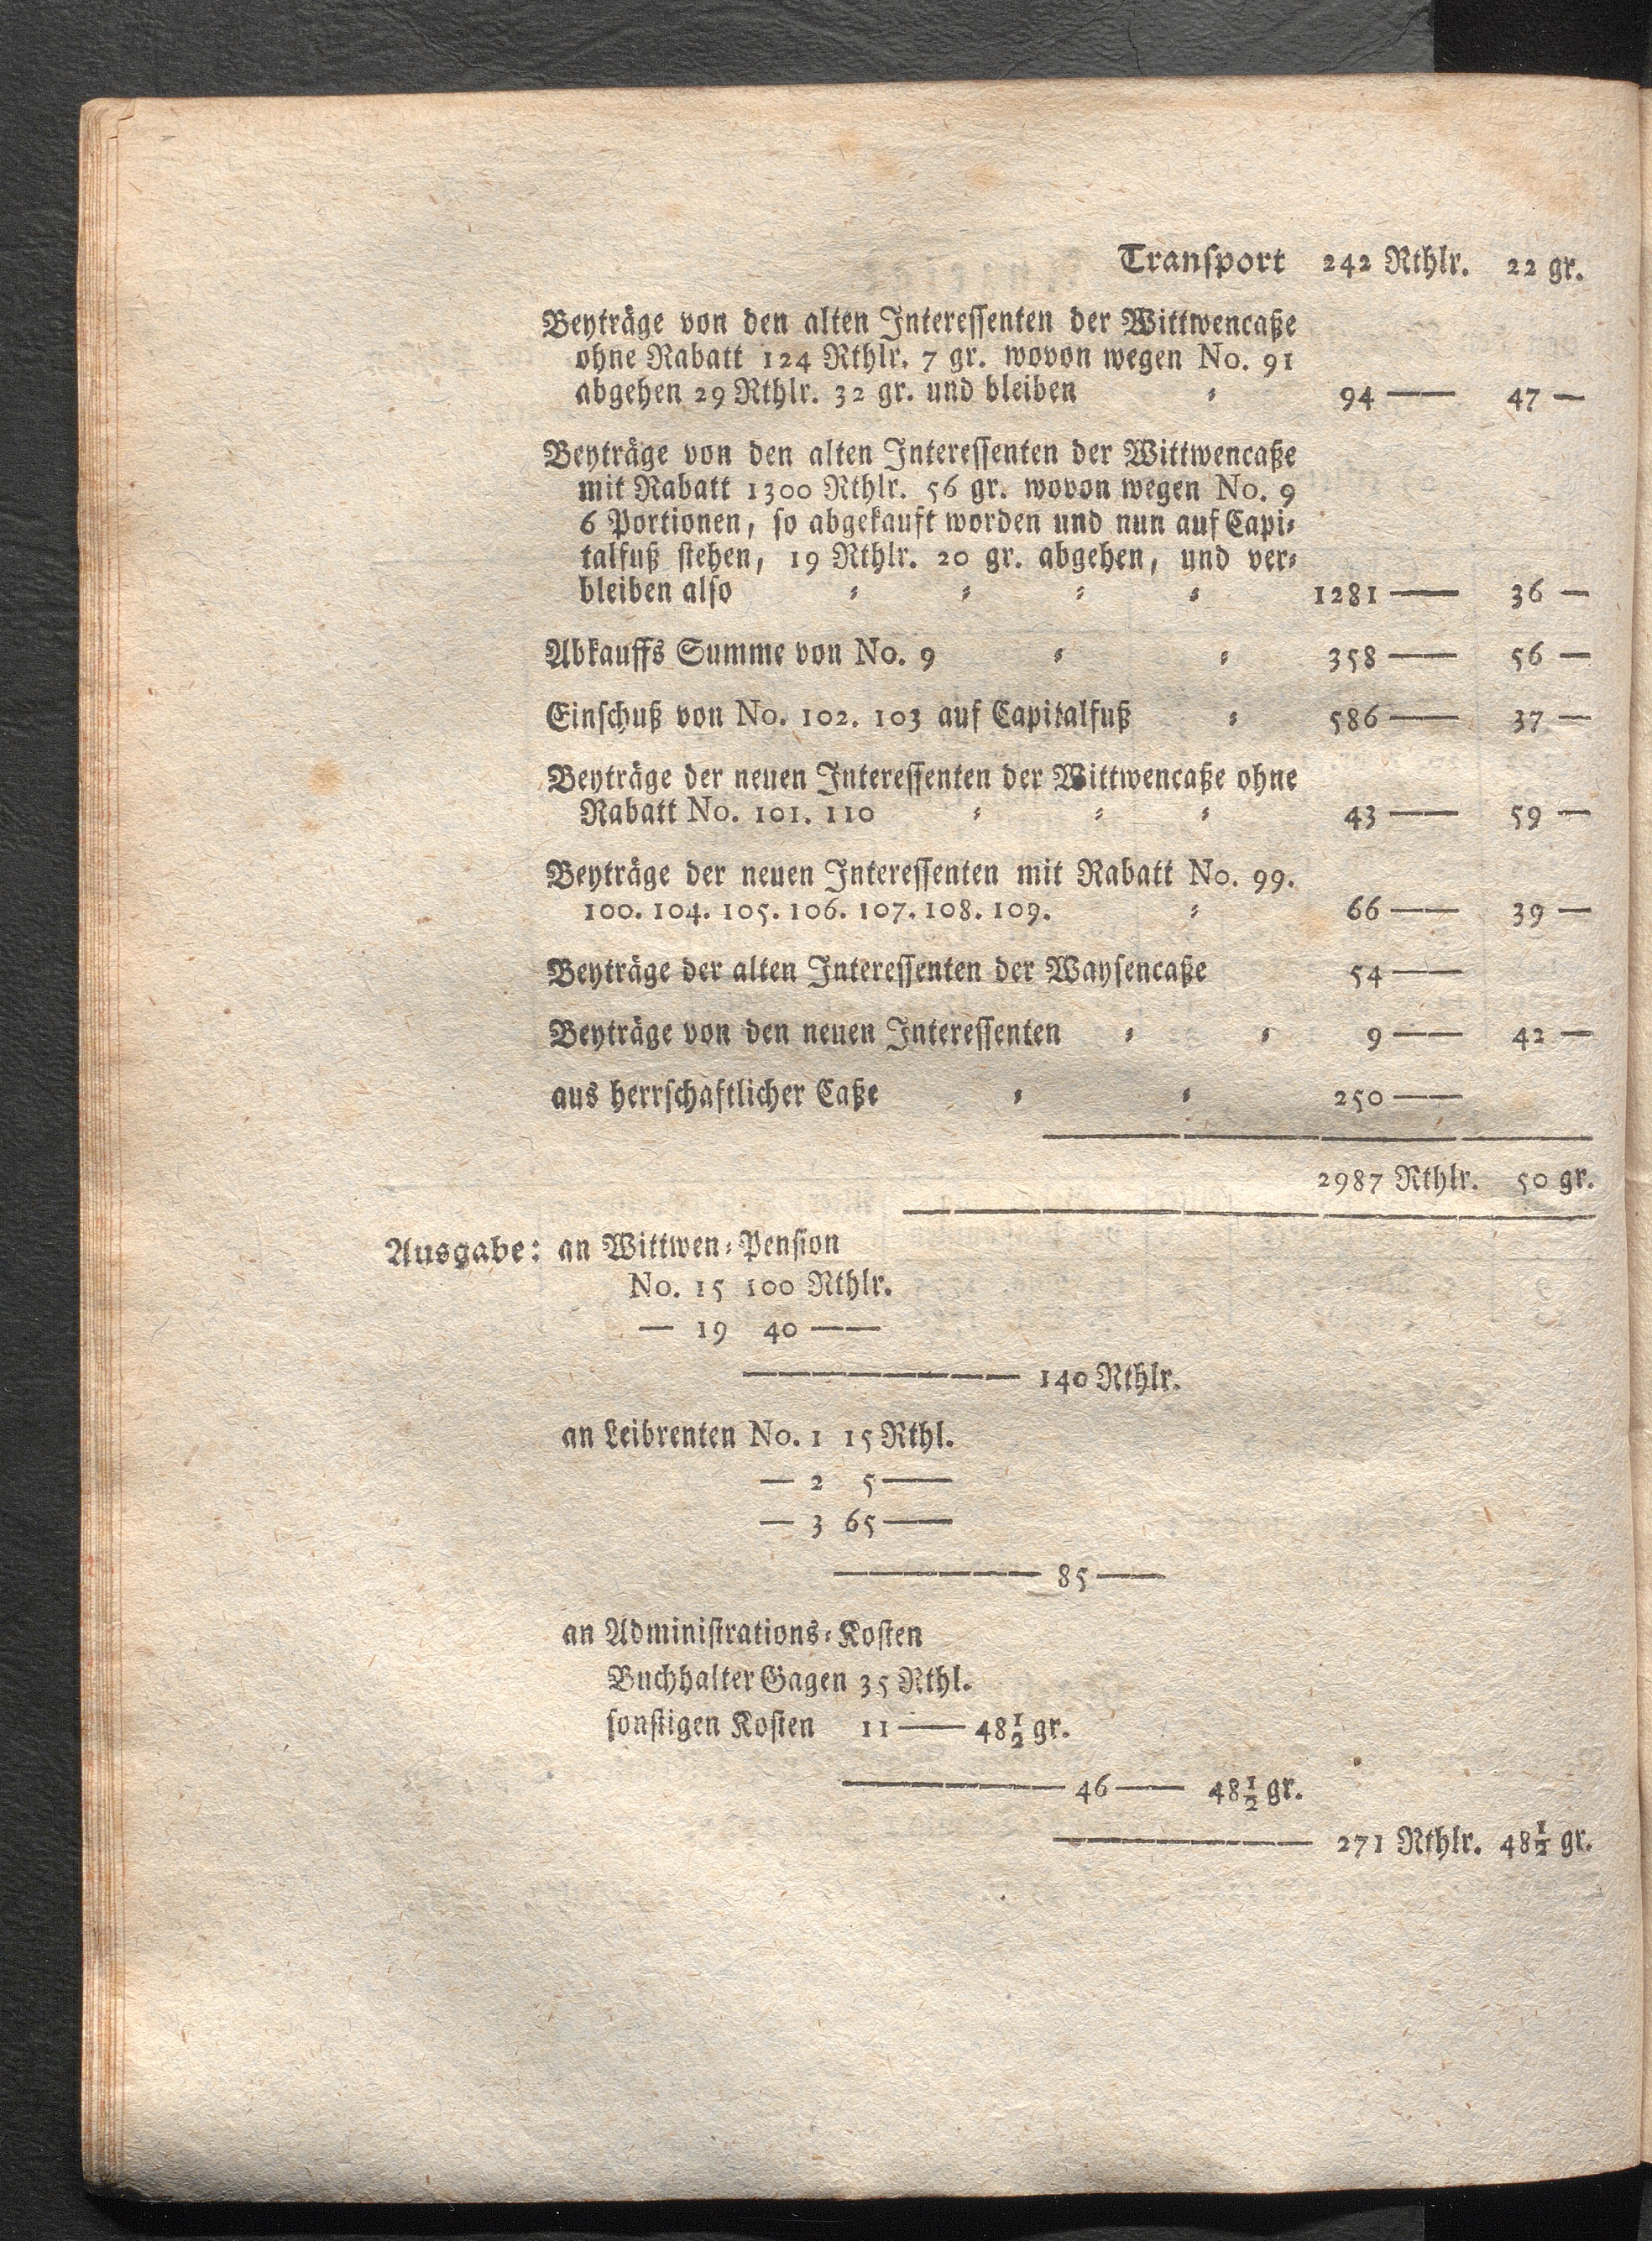 Transport 242 Rthlr. 22 gr.
Beyträge von den alten Interessenten der Wittwencaße
ohne Rabatt 124 Rthlr. 7 gr. wovon wegen No. 91
abgehen 29 Rthlr. 32 gr. und bleiben ⸗ 94 —— 47 —
Beyträge von den alten Interessenten der Wittwencaße
mit Rabatt 1300 Rthlr. 56 gr. wovon wegen No. 9
6 Portionen, so abgekauft worden und nun auf Capi⸗
talfuß stehen, 19 Rthlr. 20 gr. abgehen, und ver⸗
bleiben also ⸗ ⸗ ⸗ ⸗ 1281 —— 36 —
Abkauffs Summe von No. 9 ⸗ ⸗ 358 —— 56 —
Einschuß von No. 102. 103 auf Capitalfuß ⸗ 586 —— 37 —
Beyträge der neuen Interessenten der Wittwencaße ohne
Rabatt No. 101. 110 ⸗ ⸗ ⸗ 43 —— 59 —
Beyträge der neuen Interessenten mit Rabatt No. 99.
100. 104. 105. 106. 107. 108. 109. ⸗ 66 —— 39 —
Beyträge der alten Interessenten der Waysencaße 54 ——
Beyträge von den neuen Interessenten ⸗ ⸗ 9 —— 42 —
aus herrschaftlicher Caße ⸗ ⸗ 250 ——
2987 Rthlr. 50 gr.
Ausgabe: an Wittwen⸗Pension
No. 15 100 Rthlr.
— 19 40 ——
140 Rthlr.
an Leibrenten No. 1 15 Rthl.
— 2 5 ——
— 3 65 ——
85 ——
an Administrations⸗Kosten
Buchhalter Gagen 35 Rthl.
sonstigen Kosten 11 —— 48½ gr.
46 —— 48½ gr.
271 Rthlr. 48½ gr.